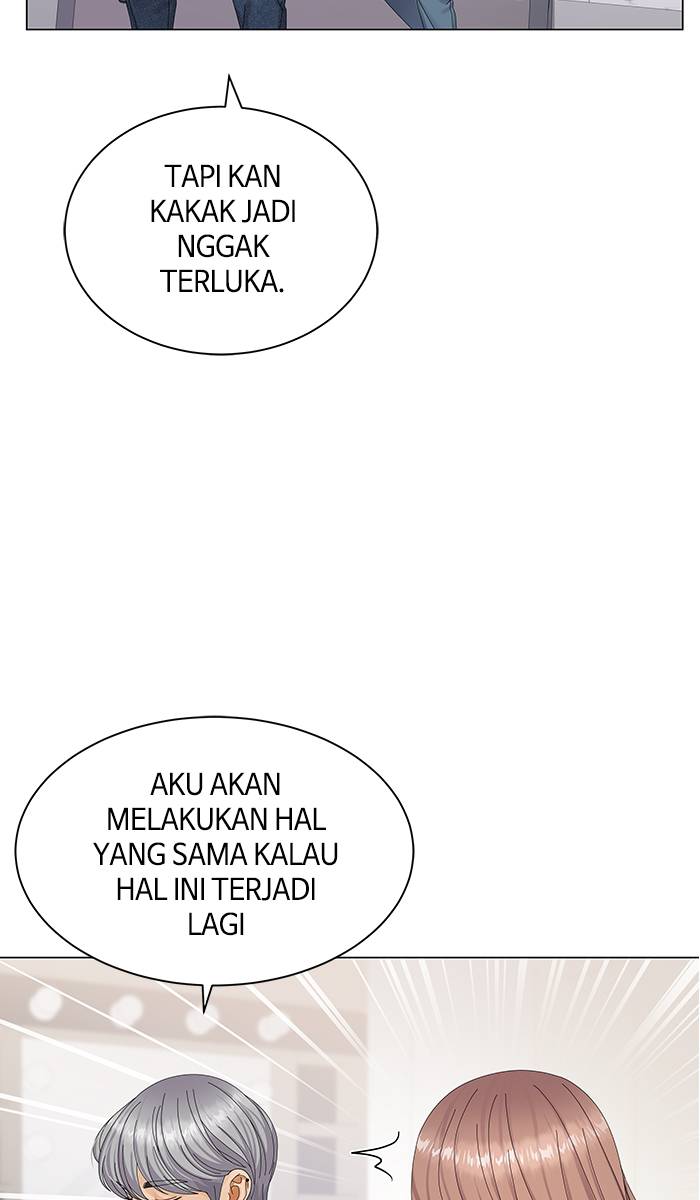 TAPI KAN
KAKAK JADI
NGGAK
TERLUKA.
AKU AKAN
MELAKUKAN HAL
YANG SAMA KALAU
HAL INI TERJADI
LAGI